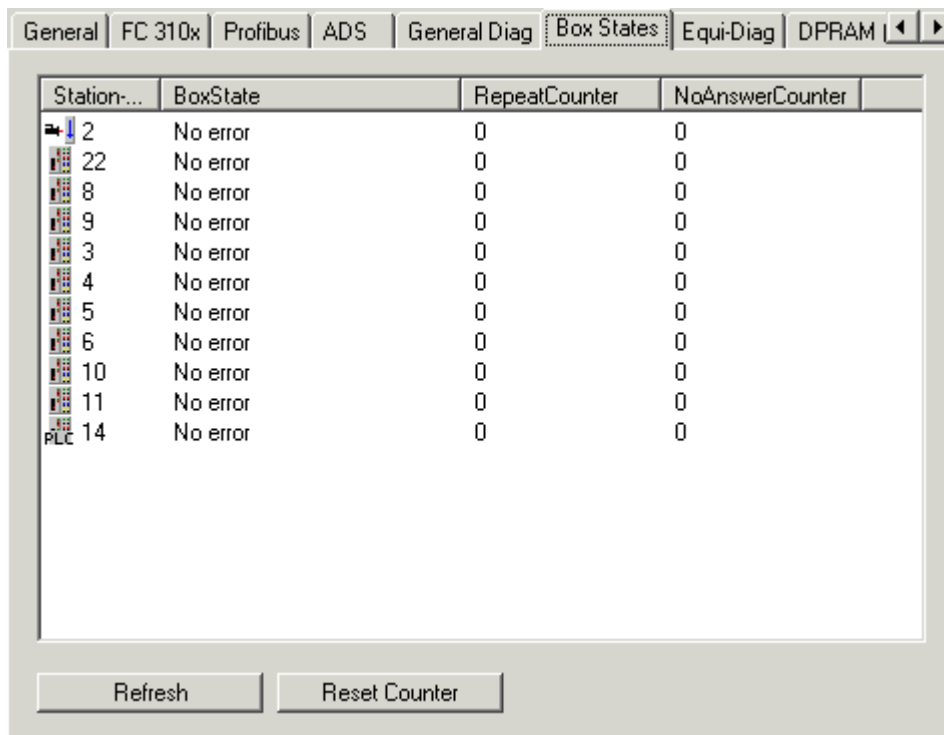 General FC 310x Profibus ADS General Diag Box States Equi-Diag DPRAM
Station-... BoxState RepeatCounter NoAnswerCounter
2 No error 0 0
22 No error 0 0
8 No error 0 0
9 No error 0 0
3 No error 0 0
4 No error 0 0
5 No error 0 0
6 No error 0 0
10 No error 0 0
11 No error 0 0
PLC 14 No error 0 0
Refresh Reset Counter